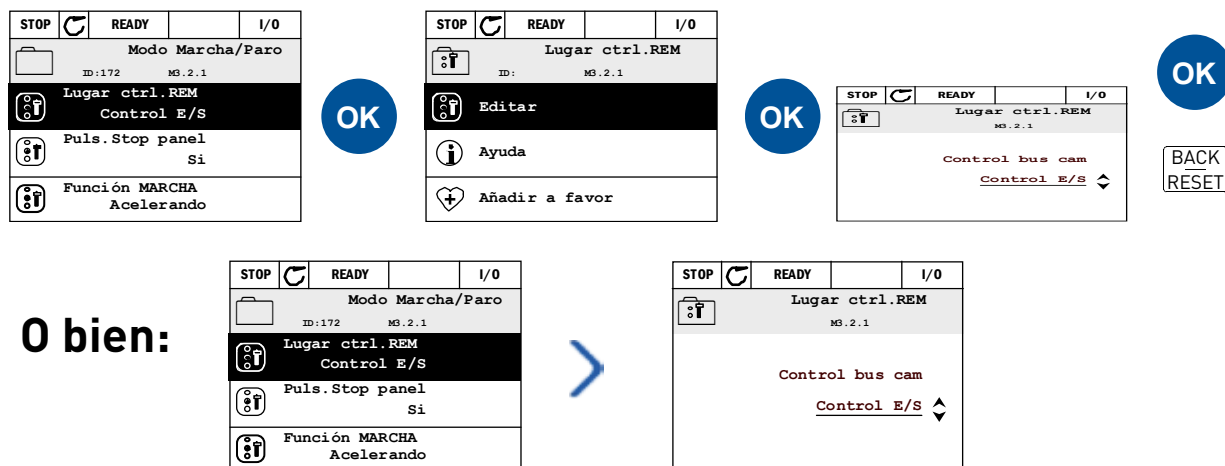 STOP READY I/O
Modo Marcha/Paro
ID:172 M3.2.1
Lugar ctrl.REM
Control E/S
Puls.Stop panel
Si
Función MARCHA
Acelerando
OK
STOP READY I/O
Lugar ctrl.REM
ID: M3.2.1
Editar
Ayuda
Añadir a favor
OK
STOP READY I/O
Lugar ctrl.REM
M3.2.1
Control bus cam
Control E/S
OK
BACK
RESET
O bien:
STOP READY I/O
Modo Marcha/Paro
ID:172 M3.2.1
Lugar ctrl.REM
Control E/S
Puls.Stop panel
Si
Función MARCHA
Acelerando
STOP READY I/O
Lugar ctrl.REM
M3.2.1
Control bus cam
Control E/S